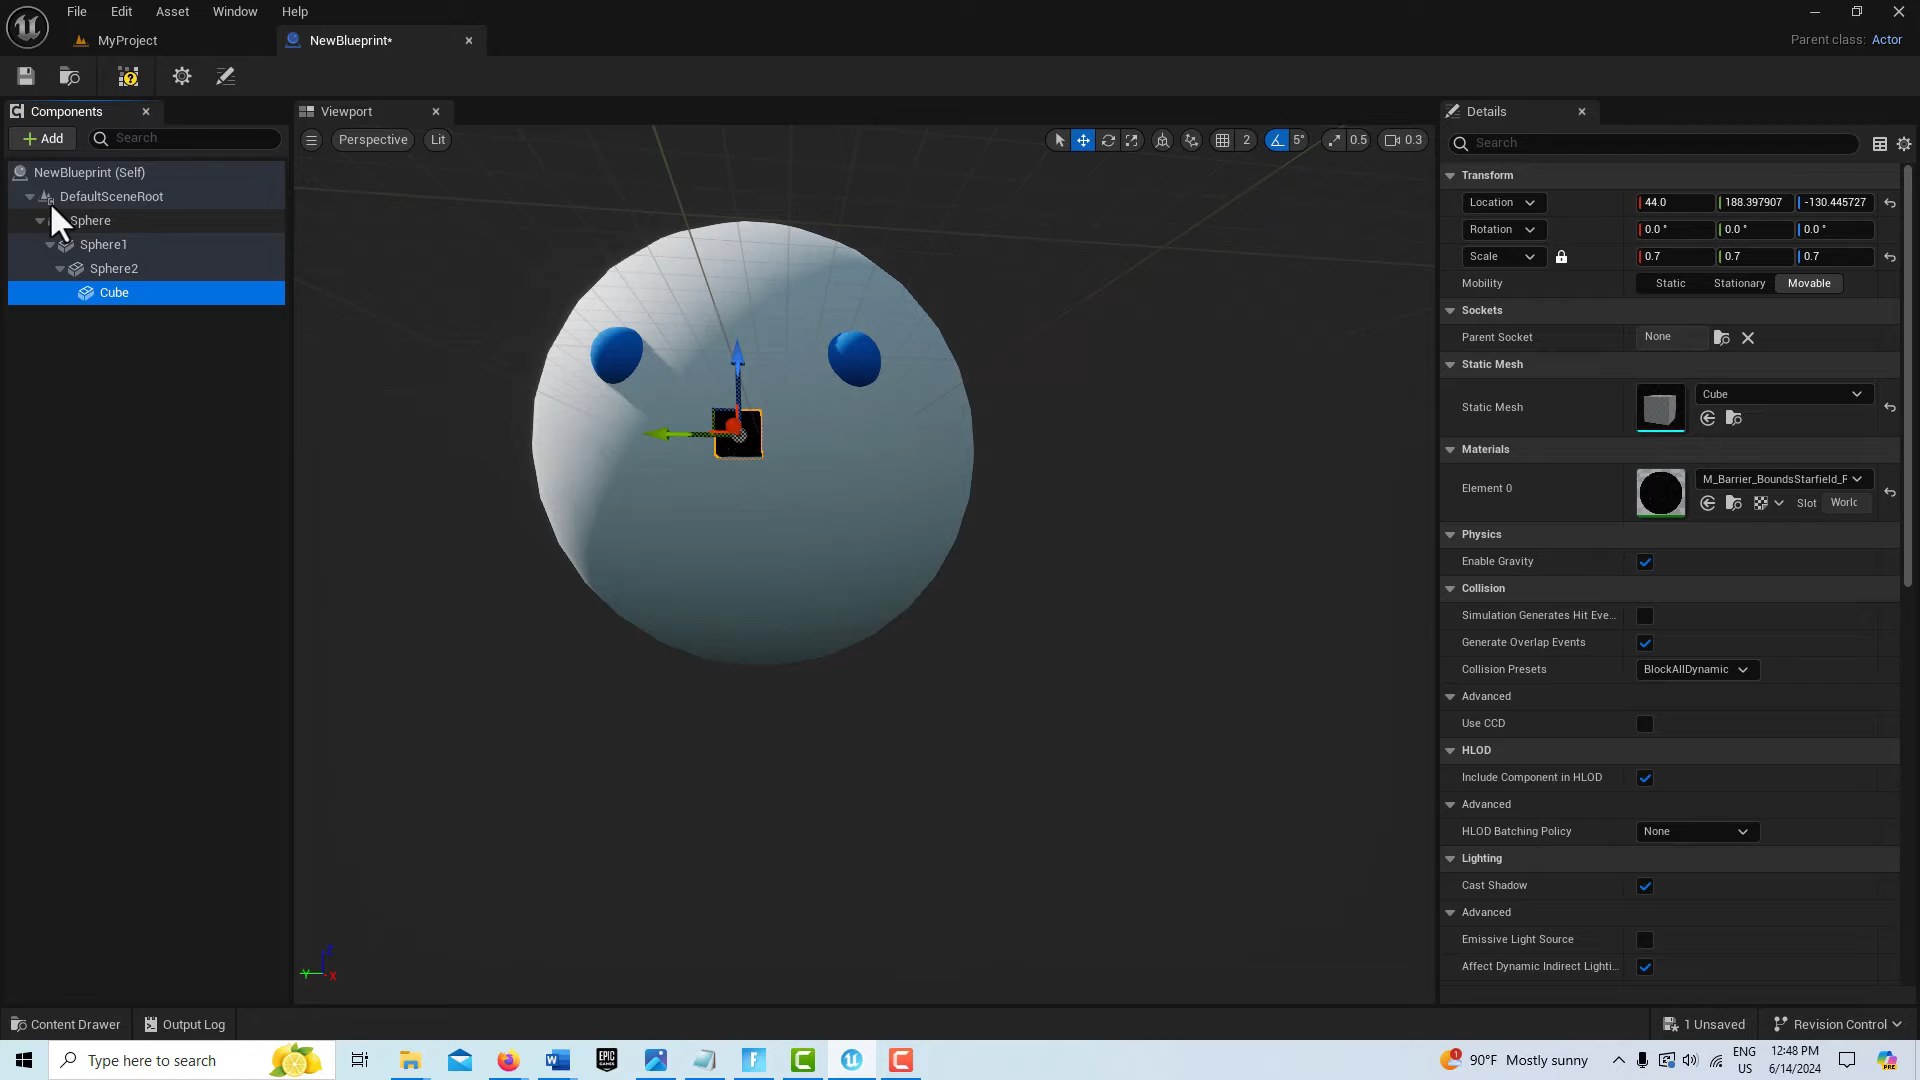 File Edit Asset Window Help
MyProject NewBlueprint* Parent class: Actor
Components Viewport Details
Add Search Perspective Lit 2 5° 0.5 0.3 Search
NewBlueprint (Self)
DefaultSceneRoot
Sphere
Sphere1
Sphere2
Cube
Transform
Location 44.0 188.397907 -130.445727
Rotation 0.0 ° 0.0 ° 0.0 °
Scale 0.7 0.7 0.7
Mobility Static Stationary Movable
Sockets
Parent Socket None
Static Mesh
Static Mesh Cube
Materials
Element 0 M_Barrier_BoundsStarfield_F
Slot Worlc
Physics
Enable Gravity
Collision
Simulation Generates Hit Eve...
Generate Overlap Events
Collision Presets BlockAllDynamic
Advanced
Use CCD
HLOD
Include Component in HLOD
Advanced
HLOD Batching Policy None
Lighting
Cast Shadow
Advanced
Emissive Light Source
Affect Dynamic Indirect Lighti...
Z
Y X
Content Drawer Output Log 1 Unsaved Revision Control
Type here to search EPIC GAMES 1 90°F Mostly sunny ENG US 12:48 PM 6/14/2024 PRE